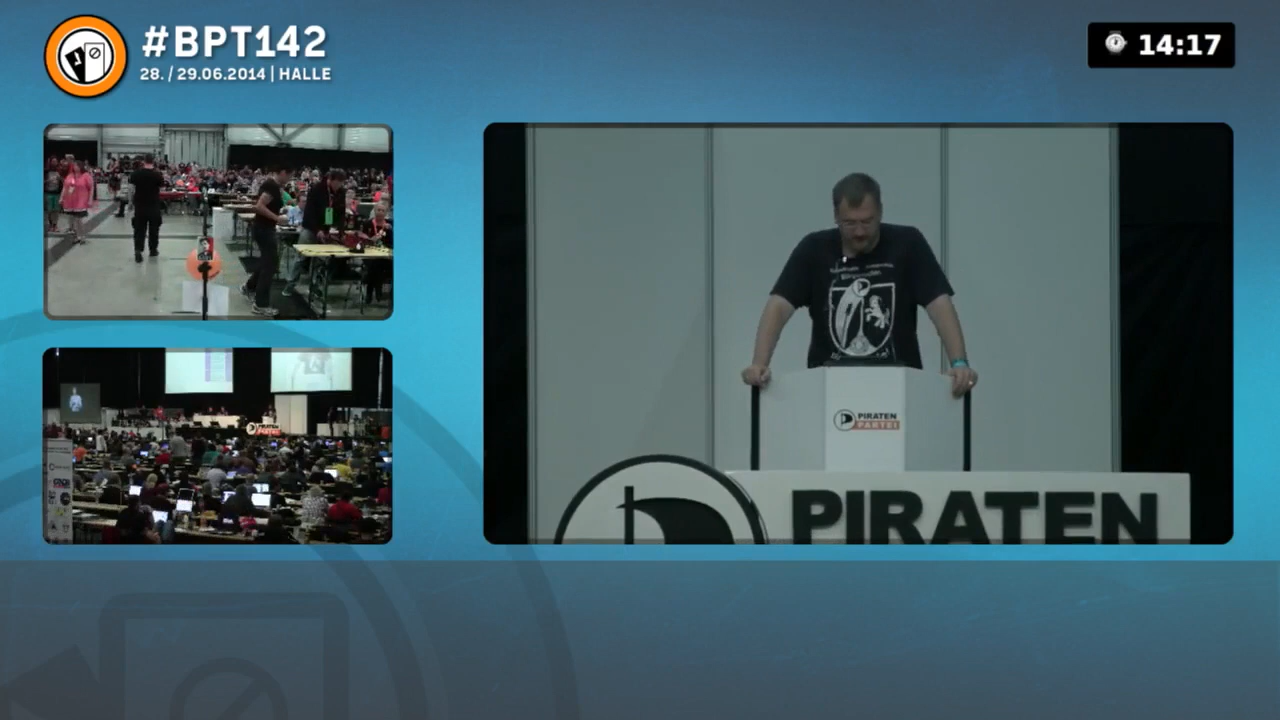 #BPT142
28. / 29.06.2014 | HALLE
14:17
PIRATEN
PARTEI
PIRATEN